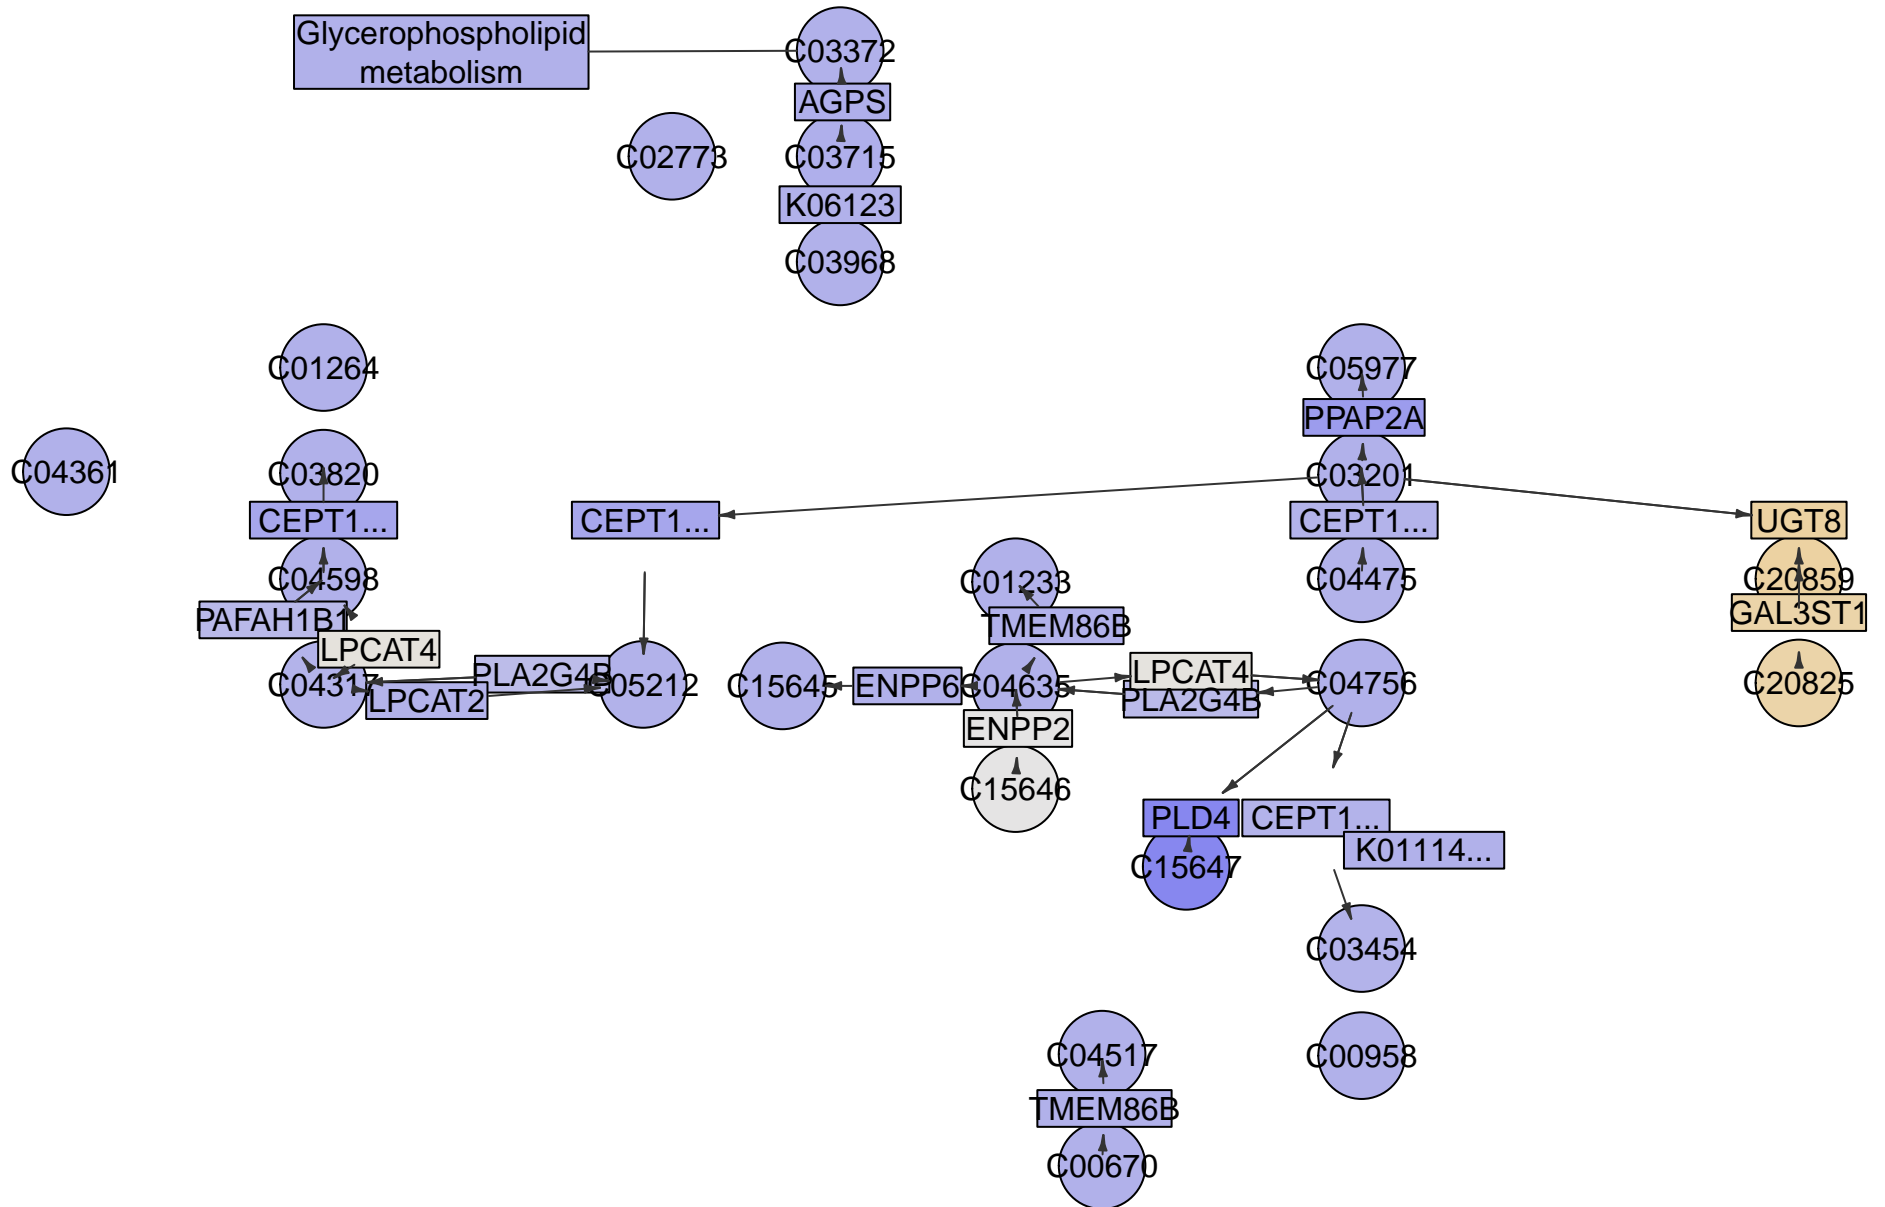 Glycerophospholipid
metabolism
C03372
AGPS
C02773
C03715
K06123
C03968
C01264
C05977
PPAP2A
C04361
C03820
C03201
CEPT1...
CEPT1...
CEPT1...
UGT8
C04598
C01233
C04475
C20859
PAFAH1B1
TMEM86B
GAL3ST1
LPCAT4
PLA2G4B
LPCAT4
C04317
LPCAT2
C05212
C15645
ENPP6
C04635
PLA2G4B
C04756
C20825
ENPP2
C15646
PLD4
CEPT1...
K01114...
C15647
C03454
C04517
C00958
TMEM86B
C00670